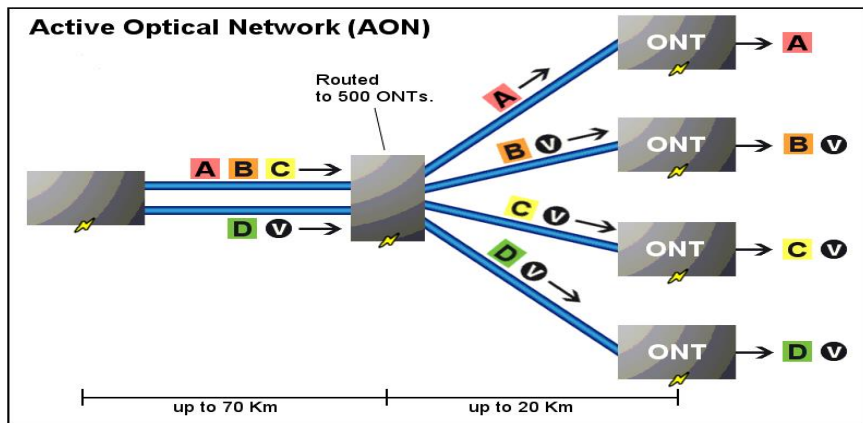 Active Optical Network (AON)
Routed
to 500 ONTs.
A B C
D V
A
B V
C V
D V
ONT
A
ONT
B V
ONT
C V
ONT
D V
up to 70 Km
up to 20 Km